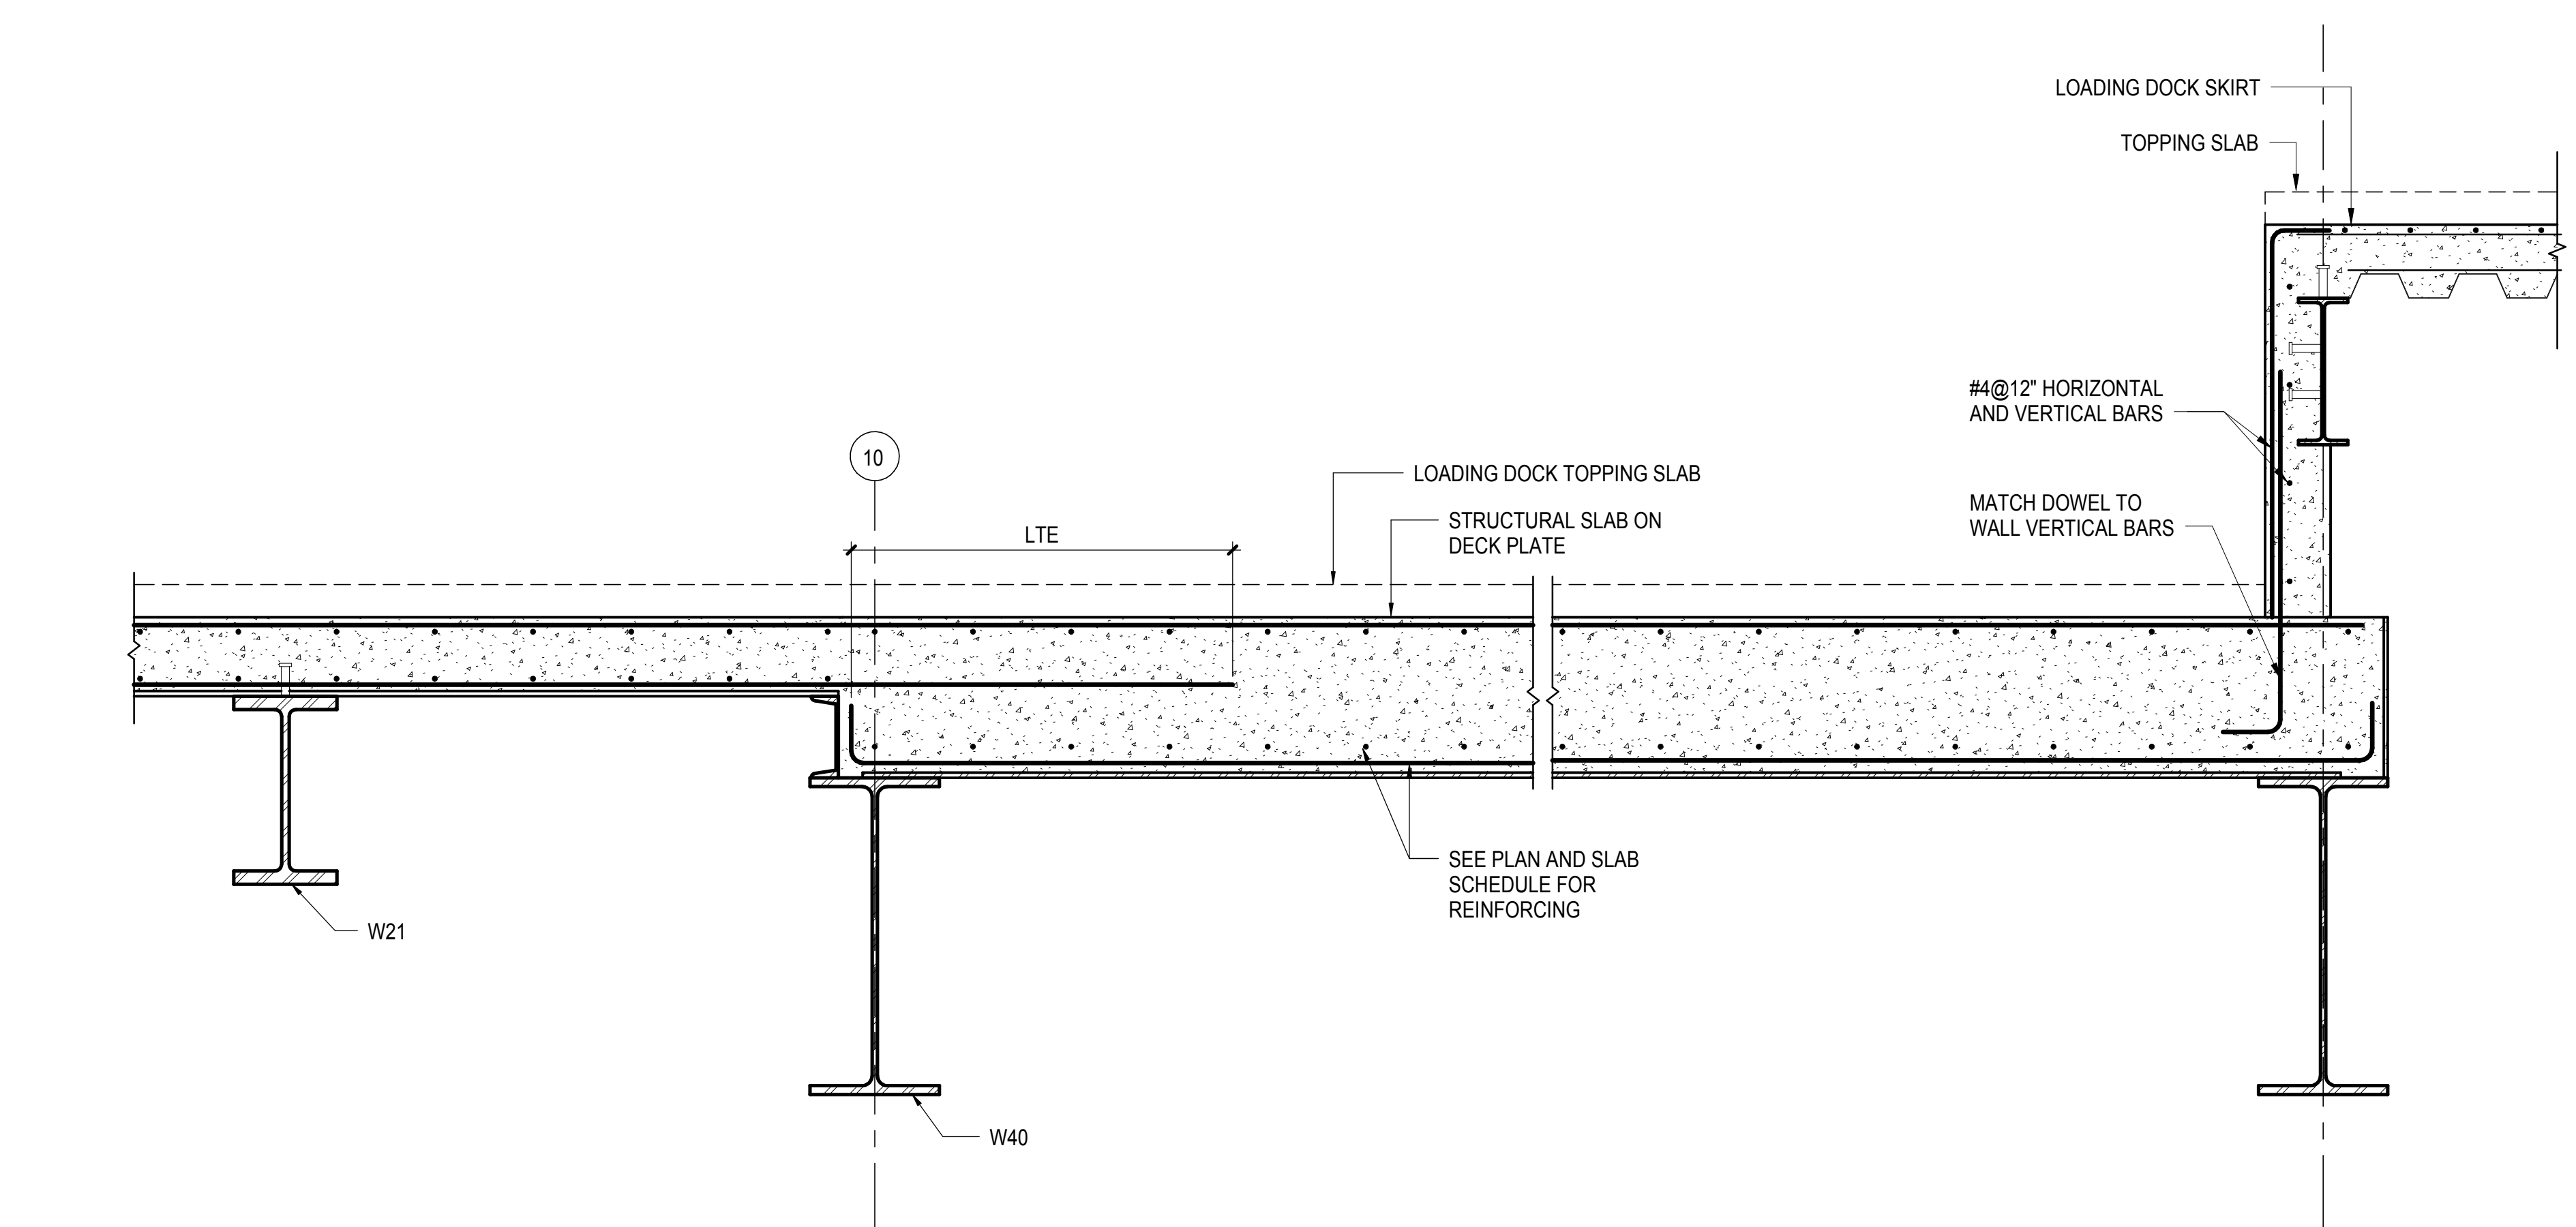 LOADING DOCK SKIRT
TOPPING SLAB
#4@12" HORIZONTAL
AND VERTICAL BARS
10
LOADING DOCK TOPPING SLAB
MATCH DOWEL TO
WALL VERTICAL BARS
STRUCTURAL SLAB ON
DECK PLATE
LTE
SEE PLAN AND SLAB
SCHEDULE FOR
REINFORCING
W21
W40